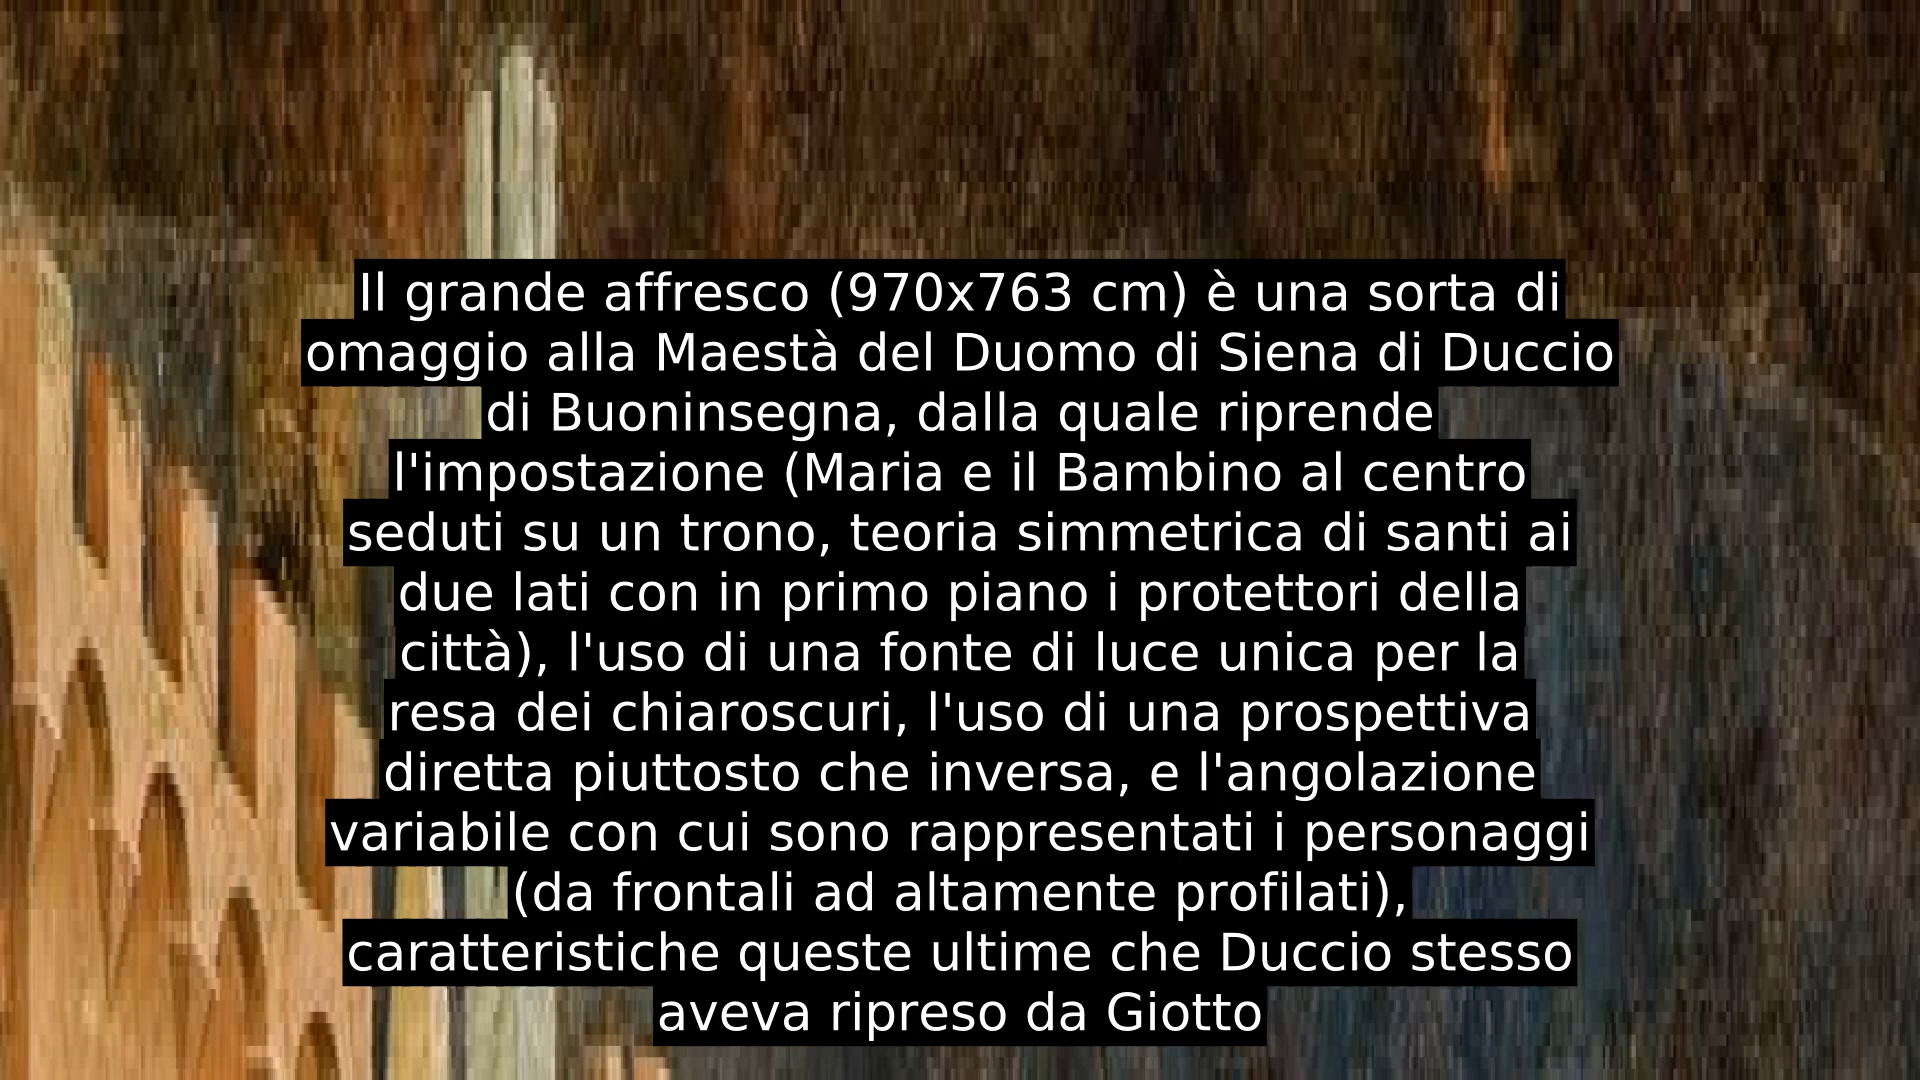 Il grande affresco (970x763 cm) è una sorta di
omaggio alla Maestà del Duomo di Siena di Duccio
di Buoninsegna, dalla quale riprende
l'impostazione (Maria e il Bambino al centro
seduti su un trono, teoria simmetrica di santi ai
due lati con in primo piano i protettori della
città), l'uso di una fonte di luce unica per la
resa dei chiaroscuri, l'uso di una prospettiva
diretta piuttosto che inversa, e l'angolazione
variabile con cui sono rappresentati i personaggi
(da frontali ad altamente profilati),
caratteristiche queste ultime che Duccio stesso
aveva ripreso da Giotto